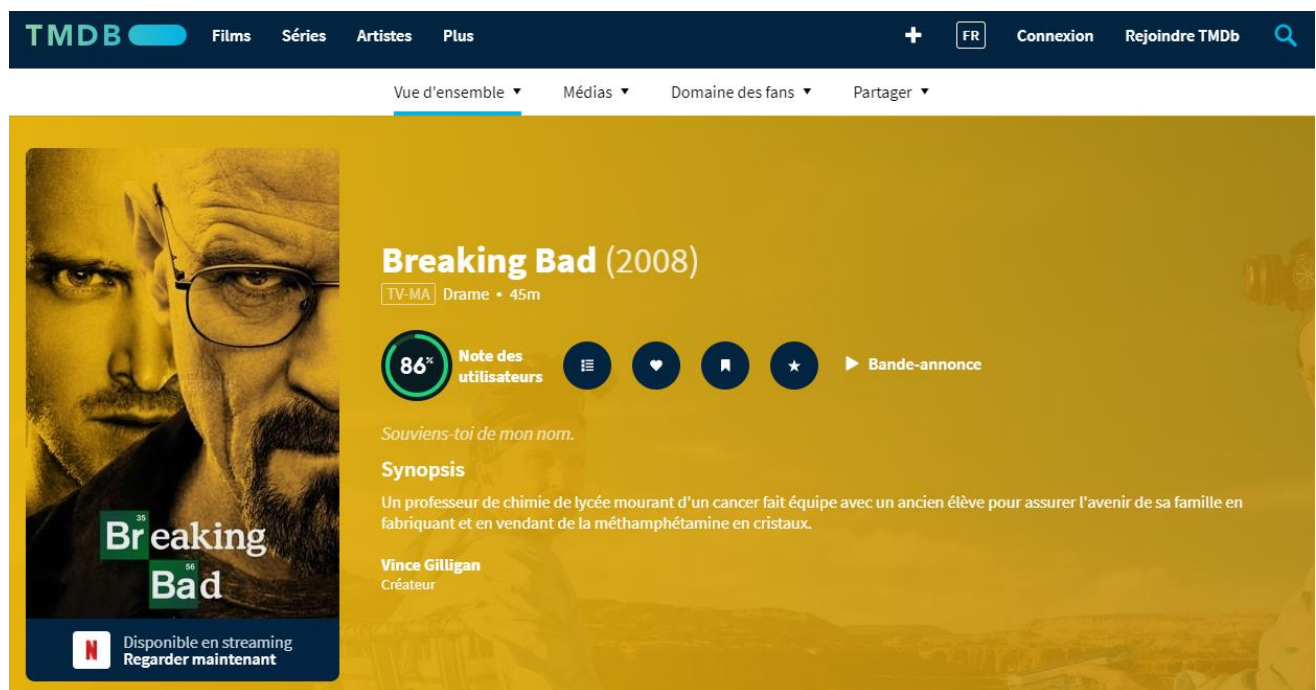 TMDB Films Séries Artistes Plus FR Connexion Rejoindre TMDb
Vue d'ensemble Médias Domaine des fans Partager
Breaking Bad (2008)
TV-MA Drame • 45m
86% Note des
utilisateurs
Bande-annonce
Souviens-toi de mon nom.
Synopsis
Un professeur de chimie de lycée mourant d'un cancer fait équipe avec un ancien élève pour assurer l'avenir de sa famille en
fabriquant et en vendant de la méthamphétamine en cristaux.
Vince Gilligan
Créateur
35
Breaking
56
Bad
N
Disponible en streaming
Regarder maintenant